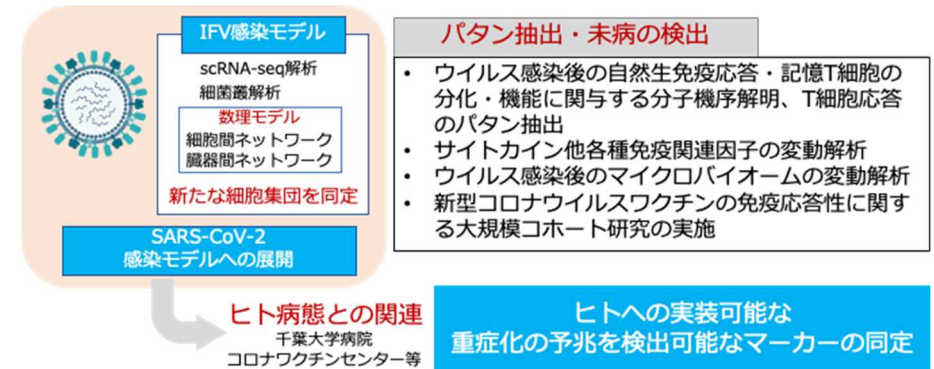 IFV感染モデル
scRNA-seq解析
細菌叢解析
数理モデル
細胞間ネットワーク
臓器間ネットワーク
新たな細胞集団を同定
SARS-CoV-2
感染モデルへの展開
パタン抽出・未病の検出
• ウイルス感染後の自然生免疫応答・記憶T細胞の
分化・機能に関与する分子機序解明、T細胞応答
のパタン抽出
• サイトカイン他各種免疫関連因子の変動解析
• ウイルス感染後のマイクロバイオームの変動解析
• 新型コロナウイルスワクチンの免疫応答性に関す
る大規模コホート研究の実施
ヒト病態との関連
千葉大学病院
コロナワクチンセンター等
ヒトへの実装可能な
重症化の予兆を検出可能なマーカーの同定